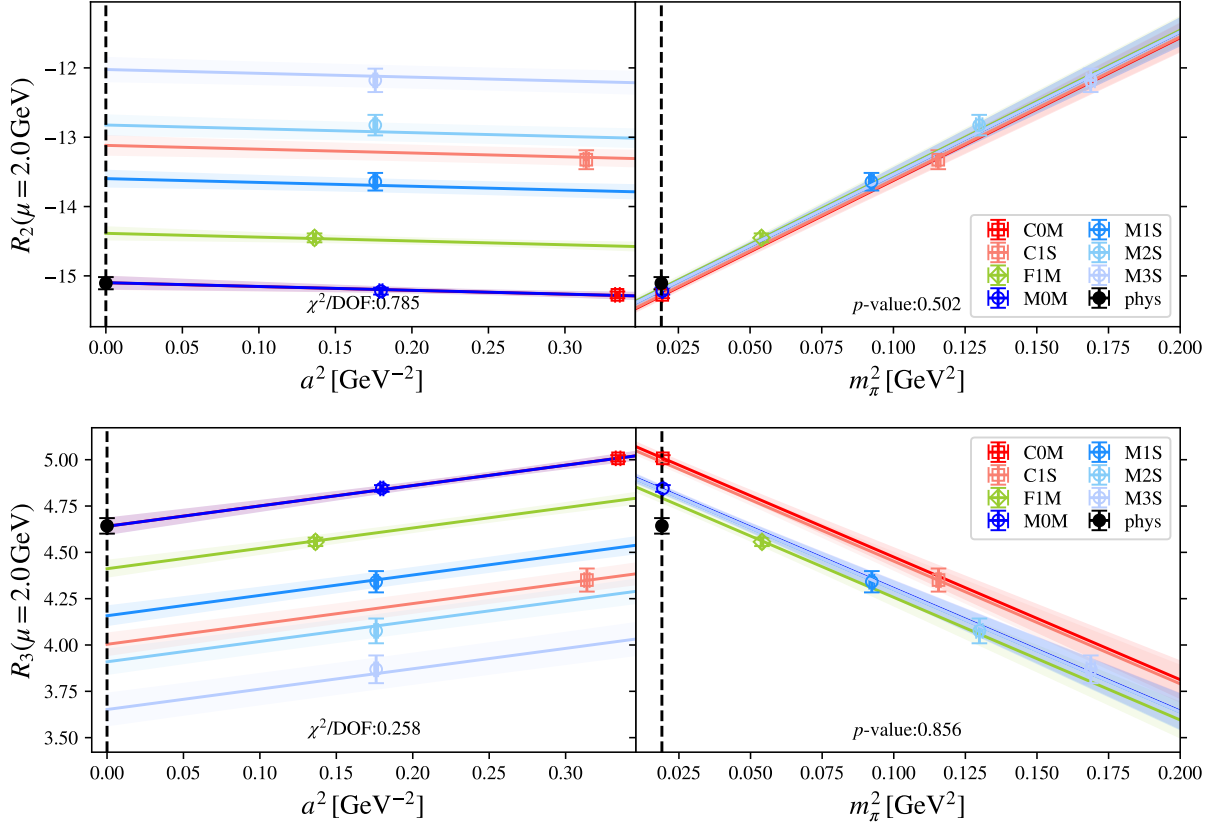 R₂(μ = 2.0 GeV)
−12
−13
−14
−15
χ²/DOF:0.785
0.00 0.05 0.10 0.15 0.20 0.25 0.30
a² [GeV⁻²]
p-value:0.502
C0M M1S
C1S M2S
F1M M3S
M0M phys
0.025 0.050 0.075 0.100 0.125 0.150 0.175 0.200
m²_π [GeV²]
R₃(μ = 2.0 GeV)
5.00
4.75
4.50
4.25
4.00
3.75
3.50
χ²/DOF:0.258
0.00 0.05 0.10 0.15 0.20 0.25 0.30
a² [GeV⁻²]
C0M M1S
C1S M2S
F1M M3S
M0M phys
p-value:0.856
0.025 0.050 0.075 0.100 0.125 0.150 0.175 0.200
m²_π [GeV²]